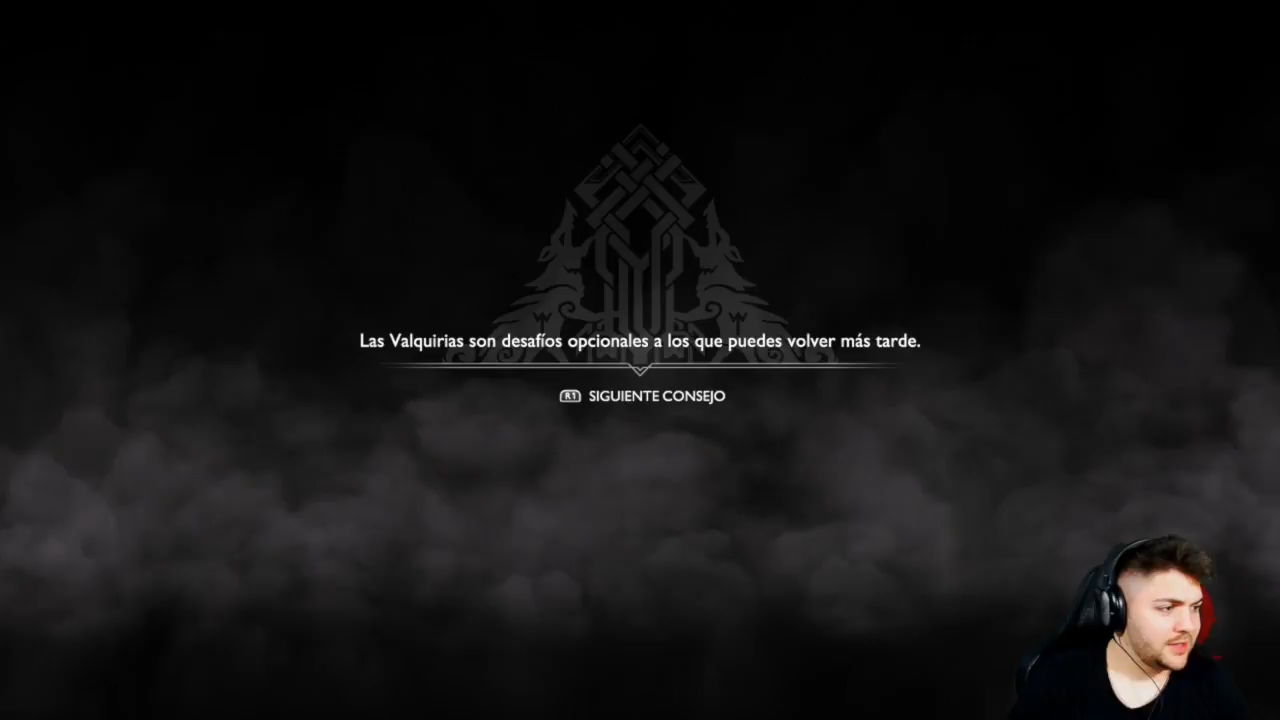 Las Valquirias son desafíos opcionales a los que puedes volver más tarde.
R1 SIGUIENTE CONSEJO